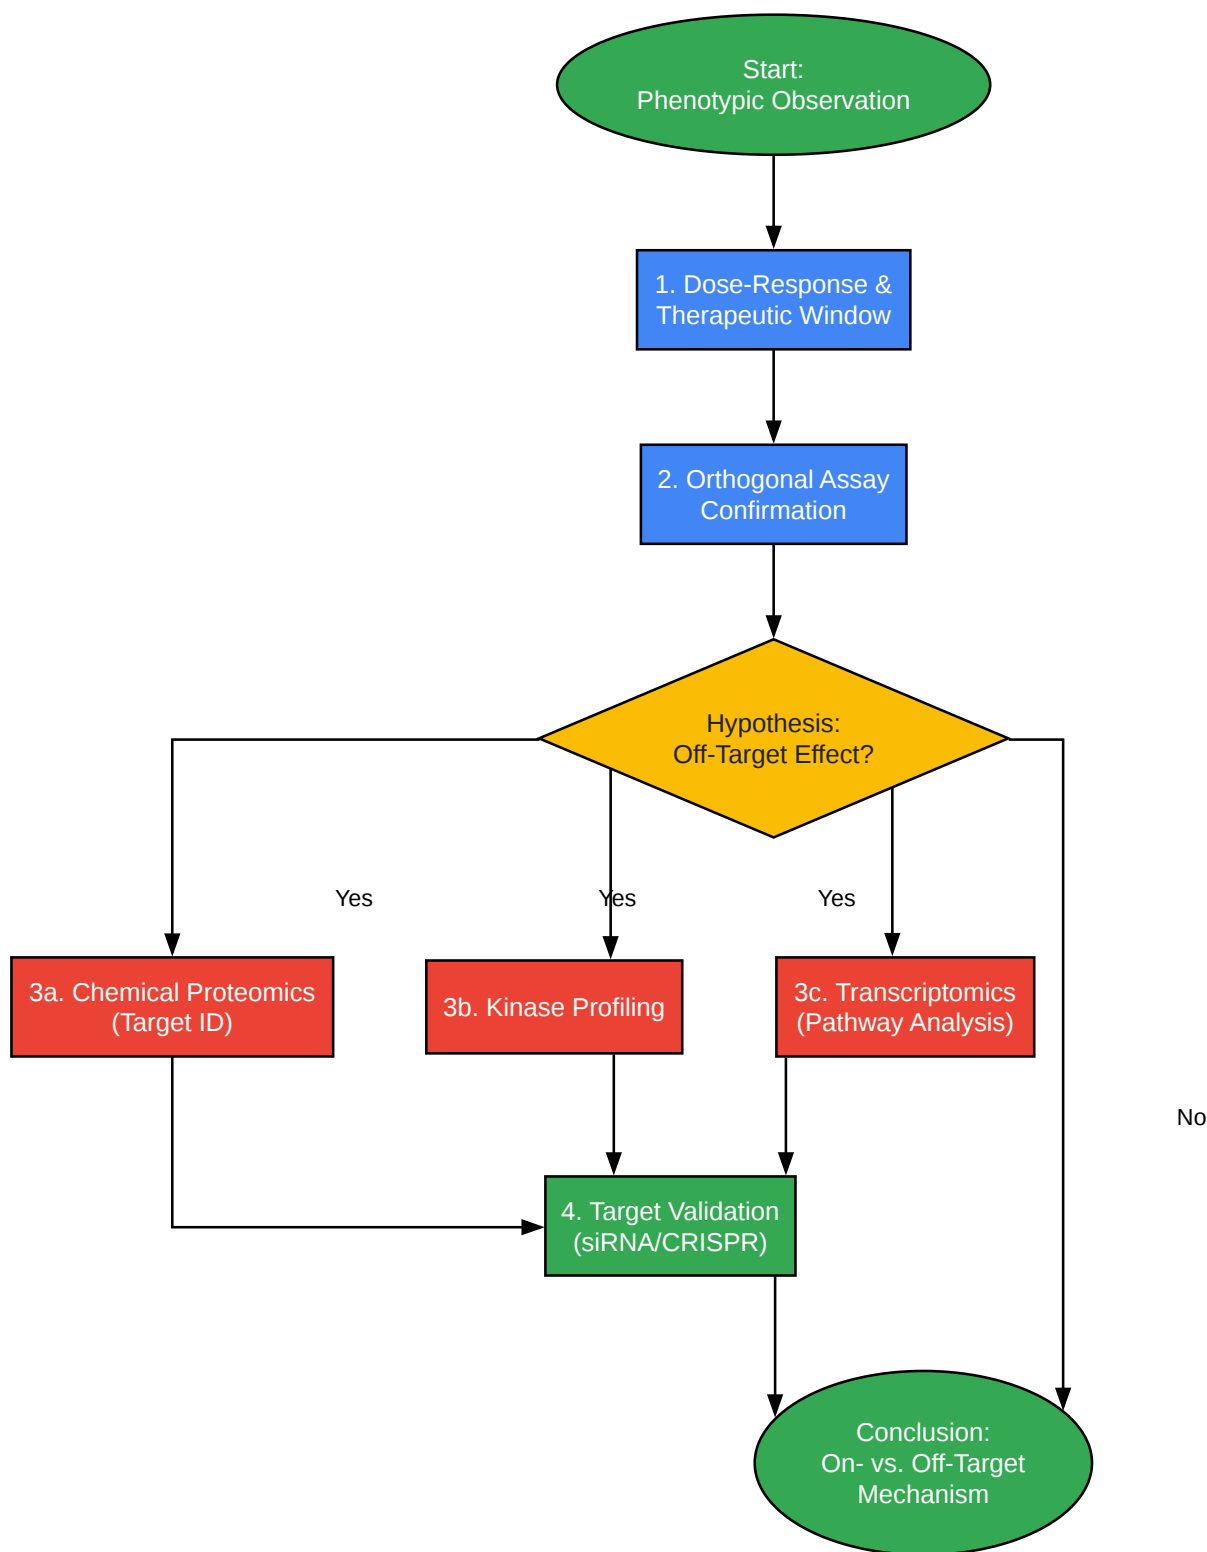 Start:
Phenotypic Observation
1. Dose-Response &
Therapeutic Window
2. Orthogonal Assay
Confirmation
Hypothesis:
Off-Target Effect?
Yes
Yes
Yes
3a. Chemical Proteomics
(Target ID)
3b. Kinase Profiling
3c. Transcriptomics
(Pathway Analysis)
No
4. Target Validation
(siRNA/CRISPR)
Conclusion:
On- vs. Off-Target
Mechanism